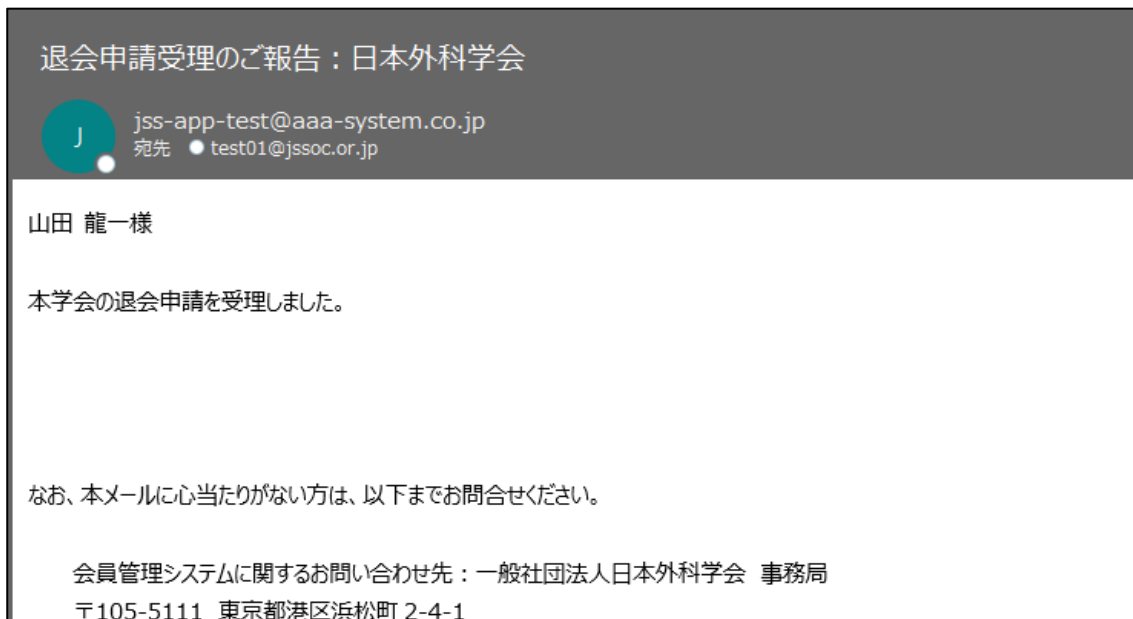 退会申請受理のご報告：日本外科学会
J
jss-app-test@aaa-system.co.jp
宛先 test01@jssoc.or.jp
山田 龍一様
本学会の退会申請を受理しました。
なお、本メールに心当たりがない方は、以下までお問合せください。
会員管理システムに関するお問い合わせ先：一般社団法人日本外科学会 事務局
〒105-5111 東京都港区浜松町 2-4-1